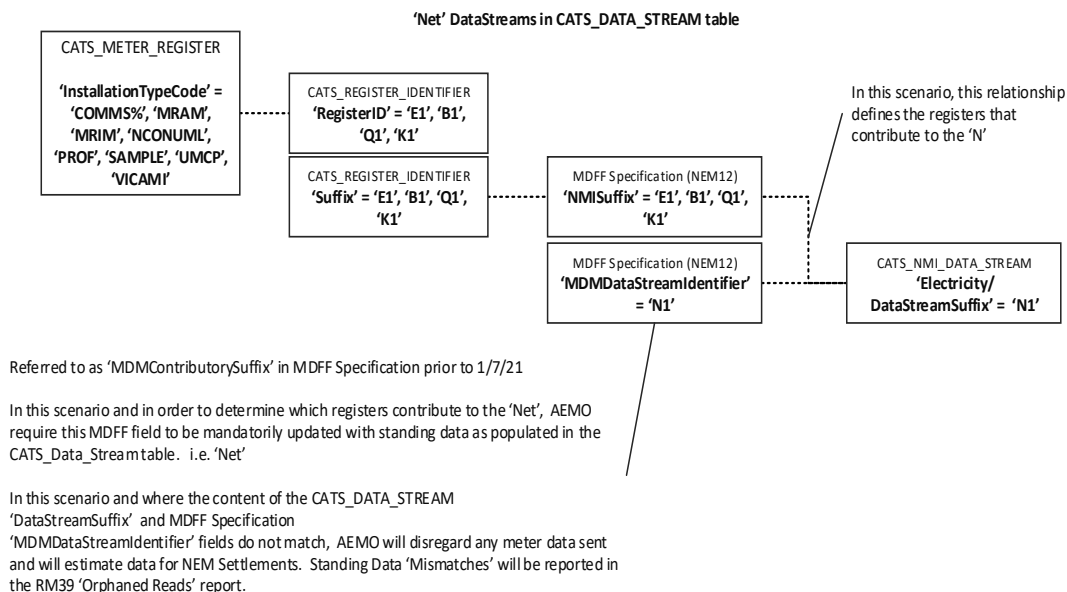 ‘Net’ DataStreams in CATS_DATA_STREAM table
CATS_METER_REGISTER
‘InstallationTypeCode’ =
‘COMMS%’, ‘MRAM’,
‘MRIM’, ‘NCONUML’,
‘PROF’, ‘SAMPLE’, ‘UMCP’,
‘VICAMI’
CATS_REGISTER_IDENTIFIER
‘RegisterID’ = ‘E1’, ‘B1’,
‘Q1’, ‘K1’
CATS_REGISTER_IDENTIFIER
‘Suffix’ = ‘E1’, ‘B1’, ‘Q1’,
‘K1’
MDFF Specification (NEM12)
‘NMISuffix’ = ‘E1’, ‘B1’, ‘Q1’,
‘K1’
MDFF Specification (NEM12)
‘MDMDataStreamIdentifier’
= ‘N1’
In this scenario, this relationship
defines the registers that
contribute to the ‘N’
CATS_NMI_DATA_STREAM
‘Electricity/
DataStreamSuffix’ = ‘N1’
Referred to as ‘MDMContributorySuffix’ in MDFF Specification prior to 1/7/21
In this scenario and in order to determine which registers contribute to the ‘Net’, AEMO
require this MDFF field to be mandatorily updated with standing data as populated in the
CATS_Data_Stream table. i.e. ‘Net’
In this scenario and where the content of the CATS_DATA_STREAM
‘DataStreamSuffix’ and MDFF Specification
‘MDMDataStreamIdentifier’ fields do not match, AEMO will disregard any meter data sent
and will estimate data for NEM Settlements. Standing Data ‘Mismatches’ will be reported in
the RM39 ‘Orphaned Reads’ report.